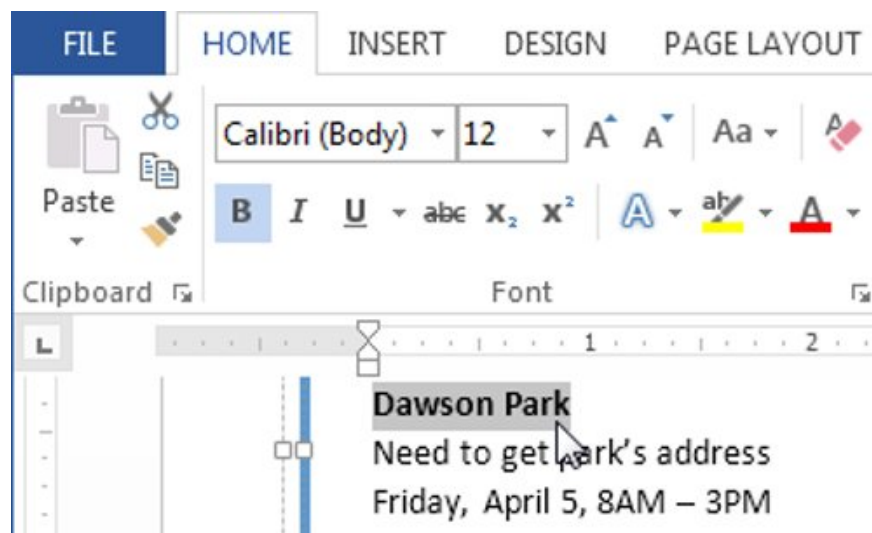 FILE HOME INSERT DESIGN PAGE LAYOUT
Calibri (Body) 12 A A Aa A
Paste B I U abc X₂ X² A ab A
Clipboard Font
L 1 2
Dawson Park
Need to get Park's address
Friday, April 5, 8AM – 3PM